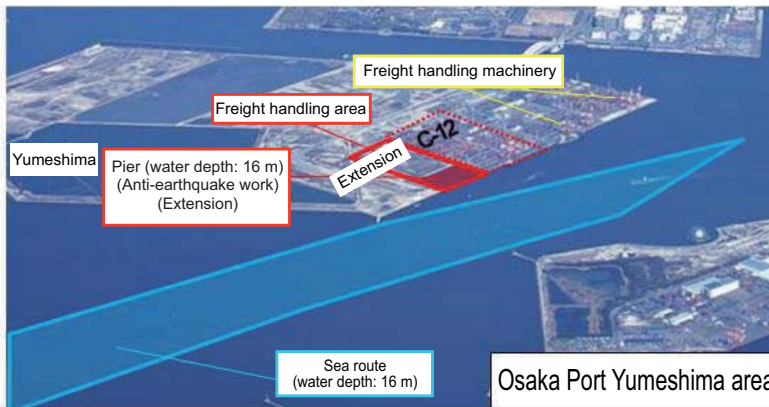 Freight handling machinery
Freight handling area
C-12
Yumeshima
Pier (water depth: 16 m)
(Anti-earthquake work)
(Extension)
Extension
Sea route
(water depth: 16 m)
Osaka Port Yumeshima area